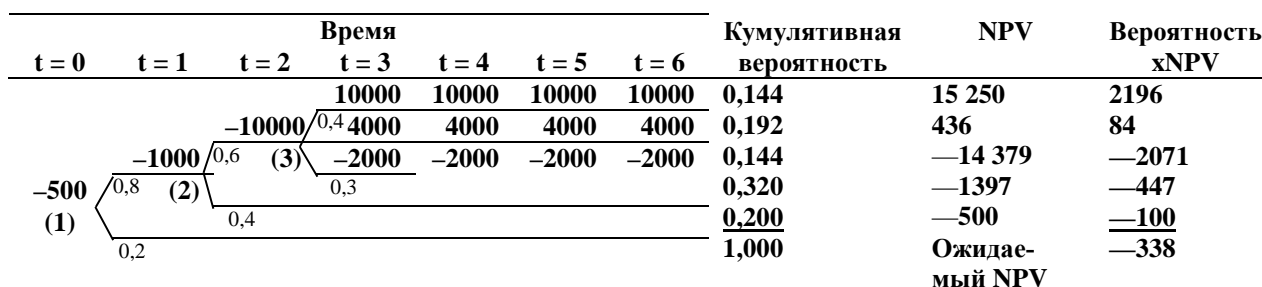 Время Кумулятивная NPV Вероятность
t = 0 t = 1 t = 2 t = 3 t = 4 t = 5 t = 6 вероятность xNPV
10000 10000 10000 10000 0,144 15 250 2196
–10000 0,4 4000 4000 4000 4000 0,192 436 84
–1000 0,6 (3) –2000 –2000 –2000 –2000 0,144 —14 379 —2071
–500 0,8 (2) 0,3 0,320 —1397 —447
(1) 0,4 0,200 —500 —100
0,2 1,000 Ожидае- —338
мый NPV